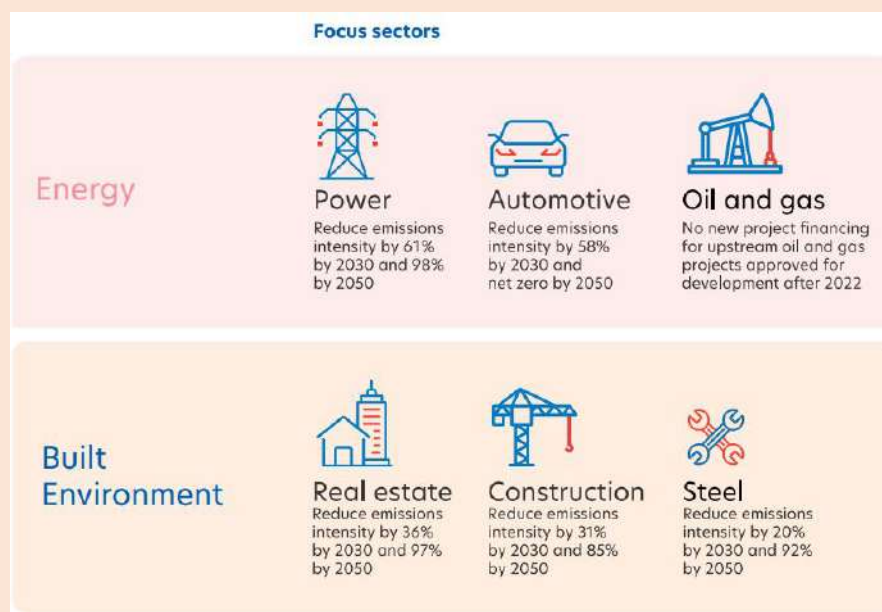 Focus sectors
Energy
Power
Reduce emissions
intensity by 61%
by 2030 and 98%
by 2050
Automotive
Reduce emissions
intensity by 58%
by 2030 and
net zero by 2050
Oil and gas
No new project financing
for upstream oil and gas
projects approved for
development after 2022
Built
Environment
Real estate
Reduce emissions
intensity by 36%
by 2030 and 97%
by 2050
Construction
Reduce emissions
intensity by 31%
by 2030 and 85%
by 2050
Steel
Reduce emissions
intensity by 20%
by 2030 and 92%
by 2050